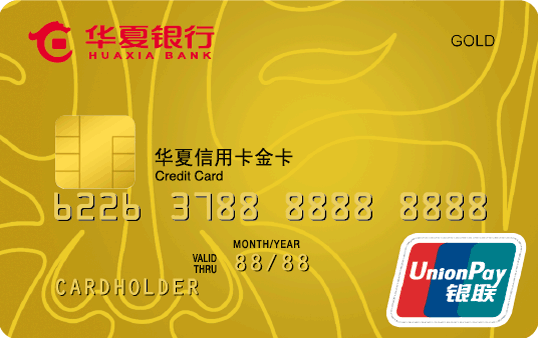 华夏银行
HUAXIA BANK
GOLD
华夏信用卡金卡
Credit Card
6226 3788 8888 8888
MONTH/YEAR
VALID THRU 88/88
CARDHOLDER
UnionPay
银联